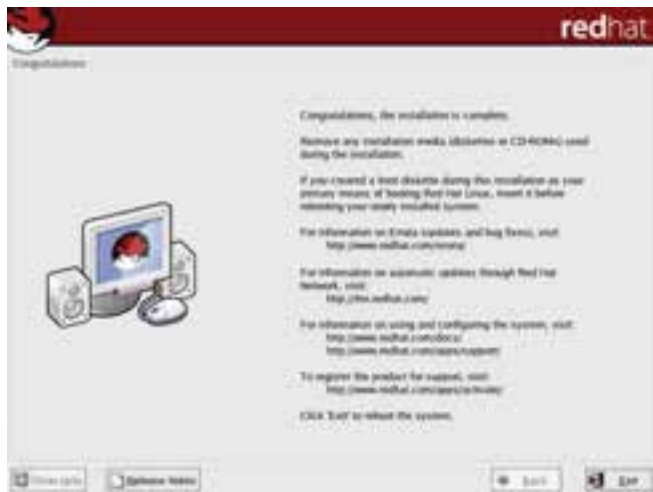 redhat
Congratulations
Congratulations, the installation is complete.
Remove any installation media (diskettes or CD-ROMs) used
during the installation.
If you created a boot diskette during this installation as your
primary means of booting Red Hat Linux, insert it before
rebooting your newly installed system.
For information on Errata (updates and bug fixes), visit:
http://www.redhat.com/errata/
For information on automatic updates through Red Hat
Network, visit:
http://rhn.redhat.com/
For information on using and configuring the system, visit:
http://www.redhat.com/docs/
http://www.redhat.com/apps/support/
To register the product for support, visit:
http://www.redhat.com/apps/activate/
Click 'Exit' to reboot the system.
Release Notes
Back
Exit